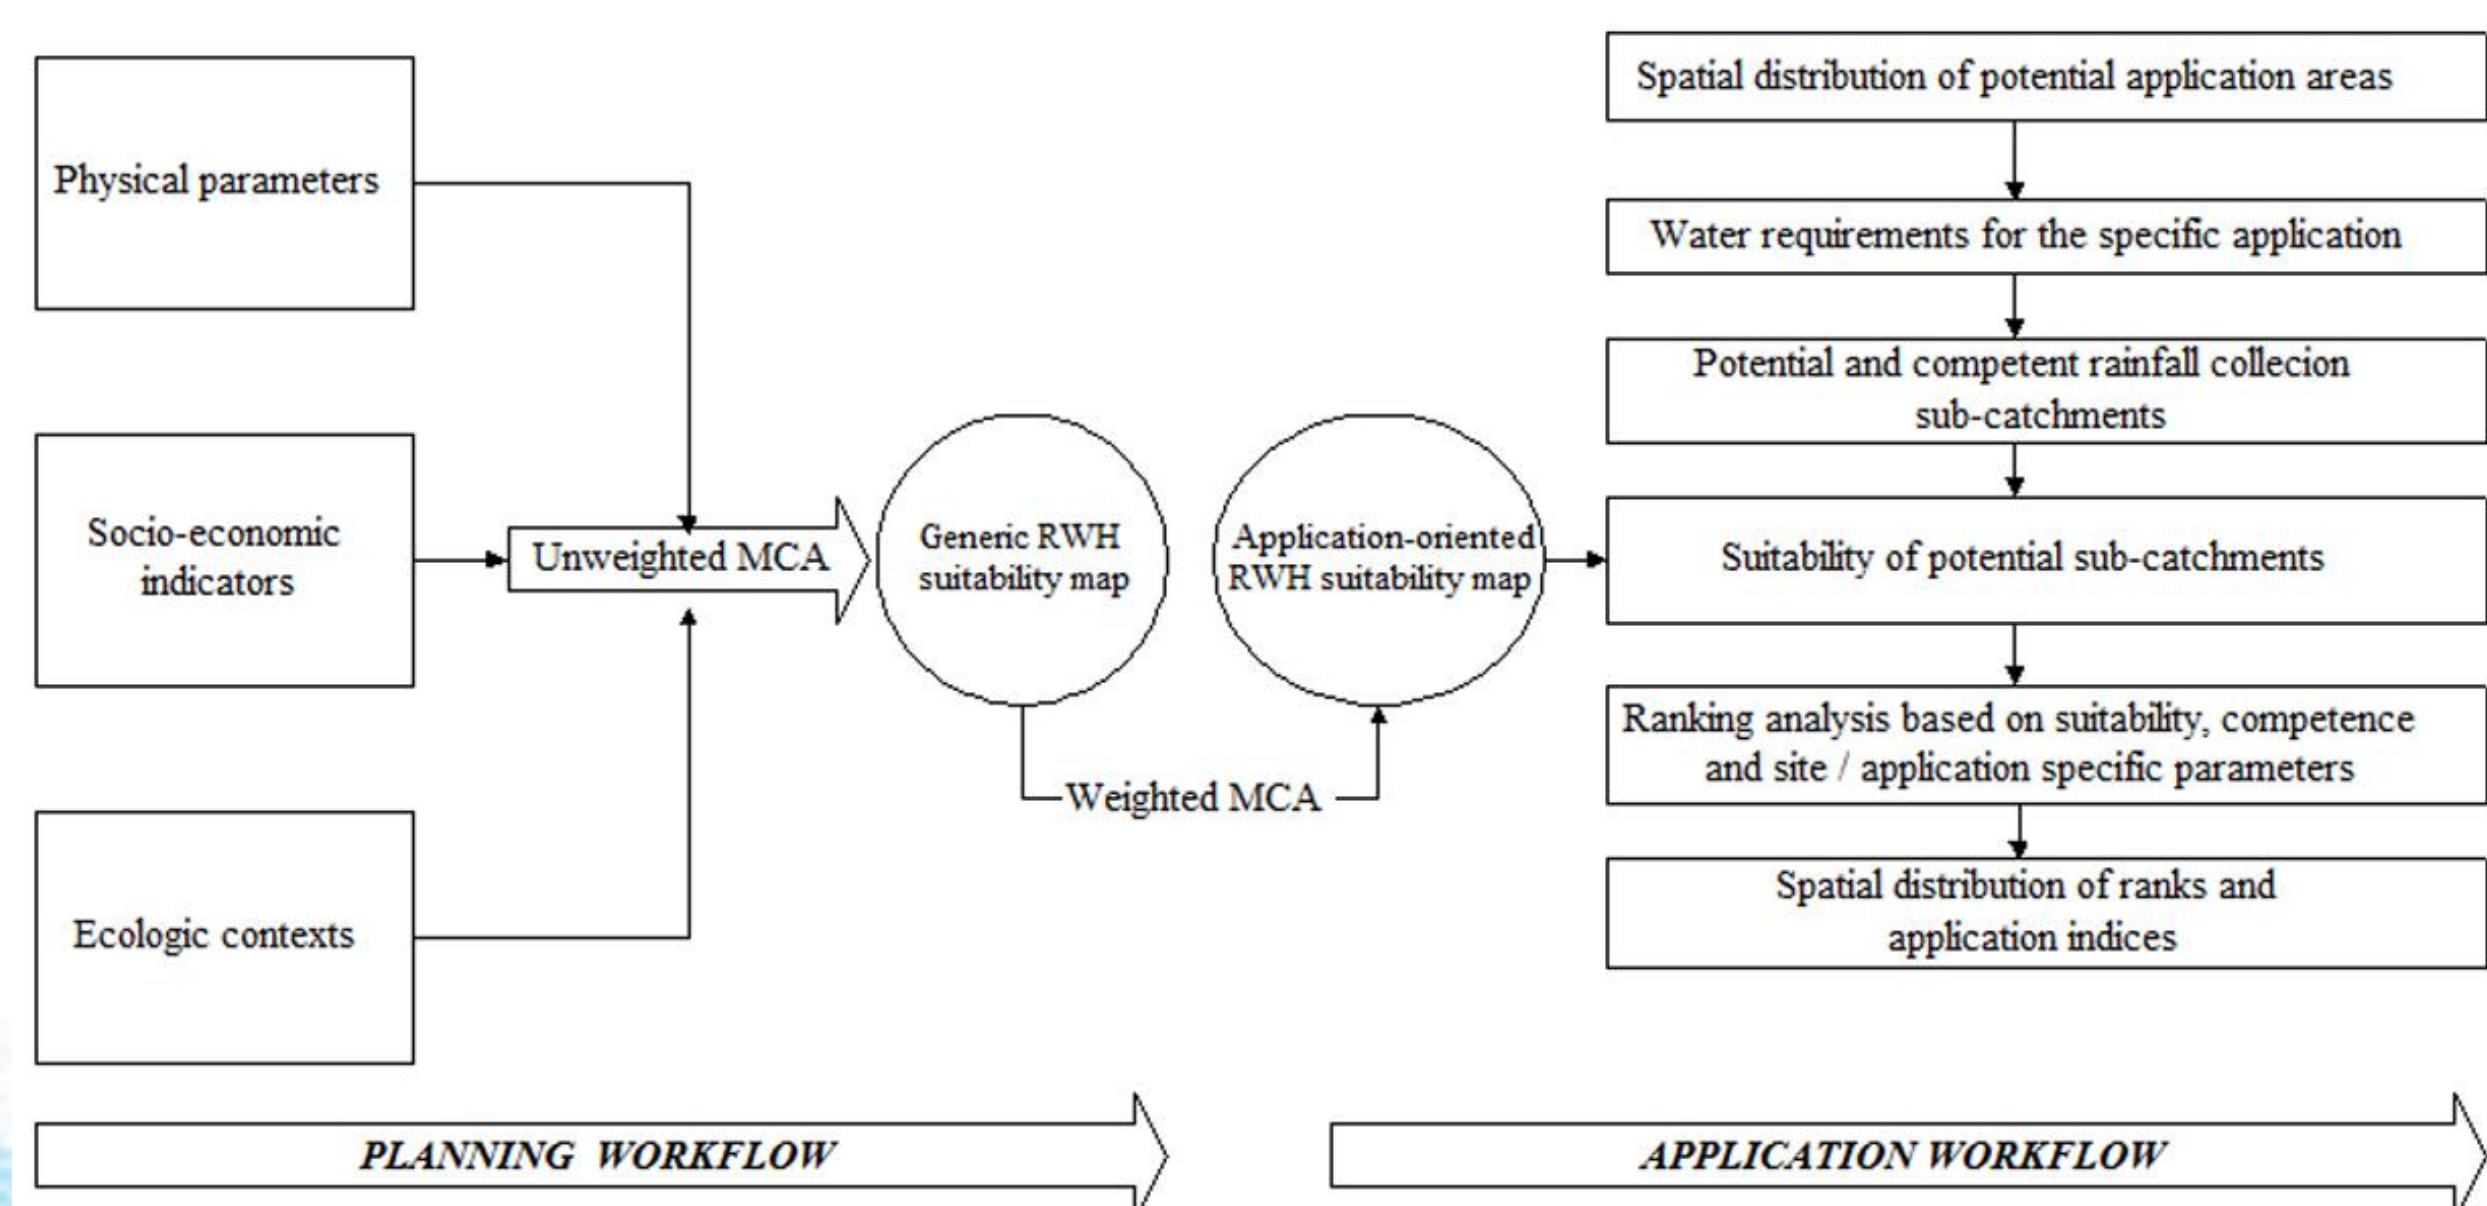 Physical parameters
Socio-economic
indicators
Ecologic contexts
Unweighted MCA
Generic RWH
suitability map
Weighted MCA
Application-oriented
RWH suitability map
Spatial distribution of potential application areas
Water requirements for the specific application
Potential and competent rainfall collecion
sub-catchments
Suitability of potential sub-catchments
Ranking analysis based on suitability, competence
and site / application specific parameters
Spatial distribution of ranks and
application indices
PLANNING WORKFLOW
APPLICATION WORKFLOW